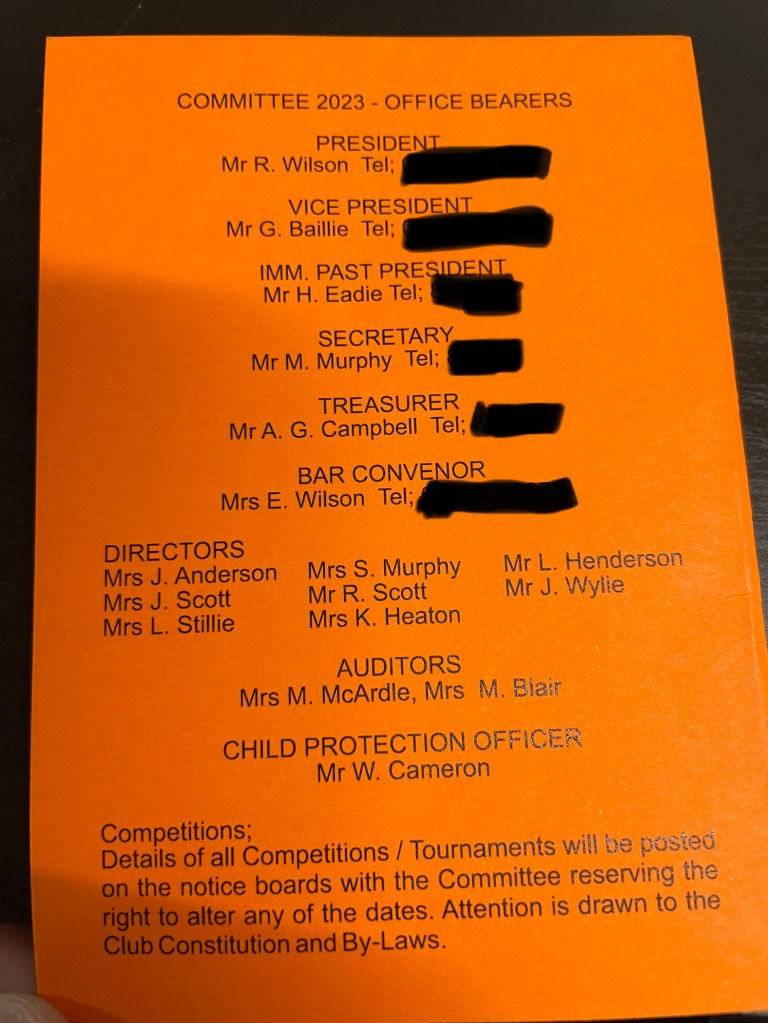 COMMITTEE 2023 - OFFICE BEARERS
PRESIDENT
Mr R. Wilson Tel;
VICE PRESIDENT
Mr G. Baillie Tel;
IMM. PAST PRESIDENT
Mr H. Eadie Tel;
SECRETARY
Mr M. Murphy Tel;
TREASURER
Mr A. G. Campbell Tel;
BAR CONVENOR
Mrs E. Wilson Tel;
DIRECTORS
Mrs J. Anderson Mrs S. Murphy Mr L. Henderson
Mrs J. Scott Mr R. Scott Mr J. Wylie
Mrs L. Stillie Mrs K. Heaton
AUDITORS
Mrs M. McArdle, Mrs M. Blair
CHILD PROTECTION OFFICER
Mr W. Cameron
Competitions;
Details of all Competitions / Tournaments will be posted
on the notice boards with the Committee reserving the
right to alter any of the dates. Attention is drawn to the
Club Constitution and By-Laws.